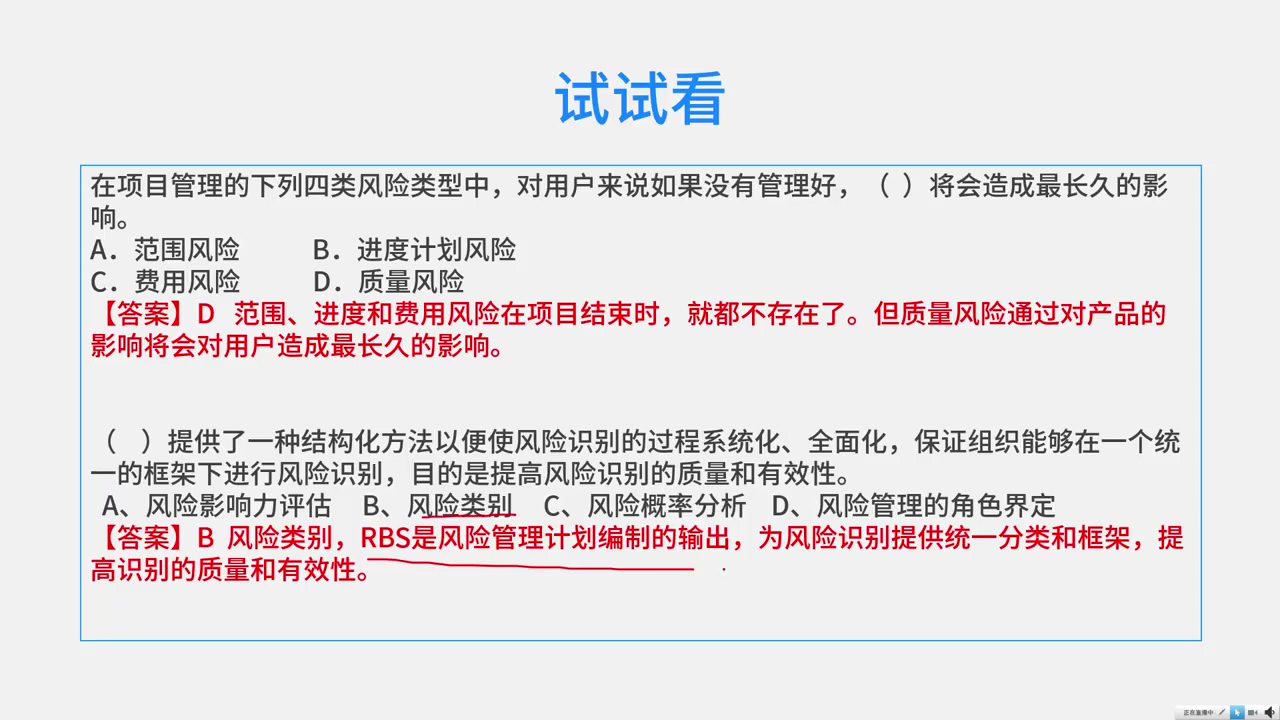 试试看
在项目管理的下列四类风险类型中，对用户来说如果没有管理好，（ ）将会造成最长久的影
响。
A．范围风险 B．进度计划风险
C．费用风险 D．质量风险
【答案】D 范围、进度和费用风险在项目结束时，就都不存在了。但质量风险通过对产品的
影响将会对用户造成最长久的影响。
（ ）提供了一种结构化方法以便使风险识别的过程系统化、全面化，保证组织能够在一个统
一的框架下进行风险识别，目的是提高风险识别的质量和有效性。
A、风险影响力评估 B、风险类别 C、风险概率分析 D、风险管理的角色界定
【答案】B 风险类别，RBS是风险管理计划编制的输出，为风险识别提供统一分类和框架，提
高识别的质量和有效性。
正在直播中